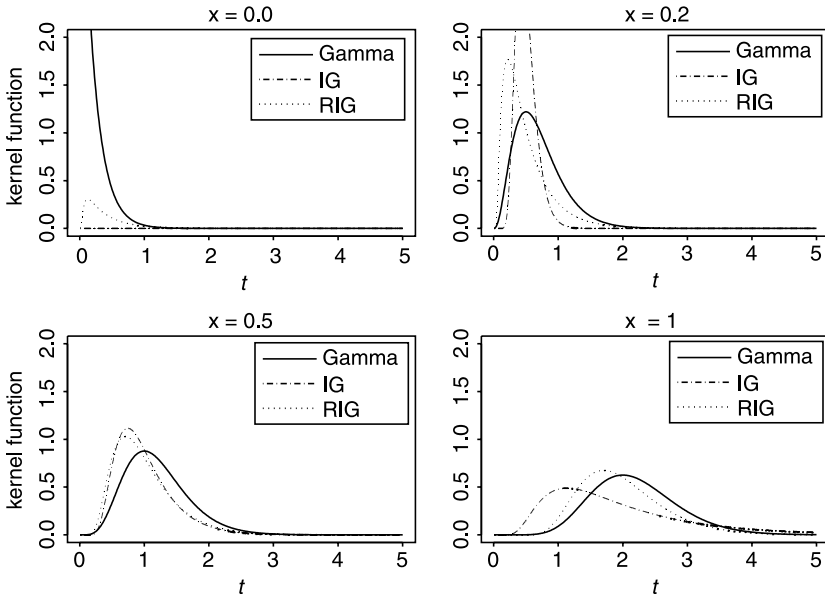 x = 0.0
kernel function
2.0
1.5
1.0
0.5
0.0
Gamma
IG
RIG
0 1 2 3 4 5
t
x = 0.2
2.0
1.5
1.0
0.5
0.0
Gamma
IG
RIG
0 1 2 3 4 5
t
x = 0.5
kernel function
2.0
1.5
1.0
0.5
0.0
Gamma
IG
RIG
0 1 2 3 4 5
t
x = 1
2.0
1.5
1.0
0.5
0.0
Gamma
IG
RIG
0 1 2 3 4 5
t